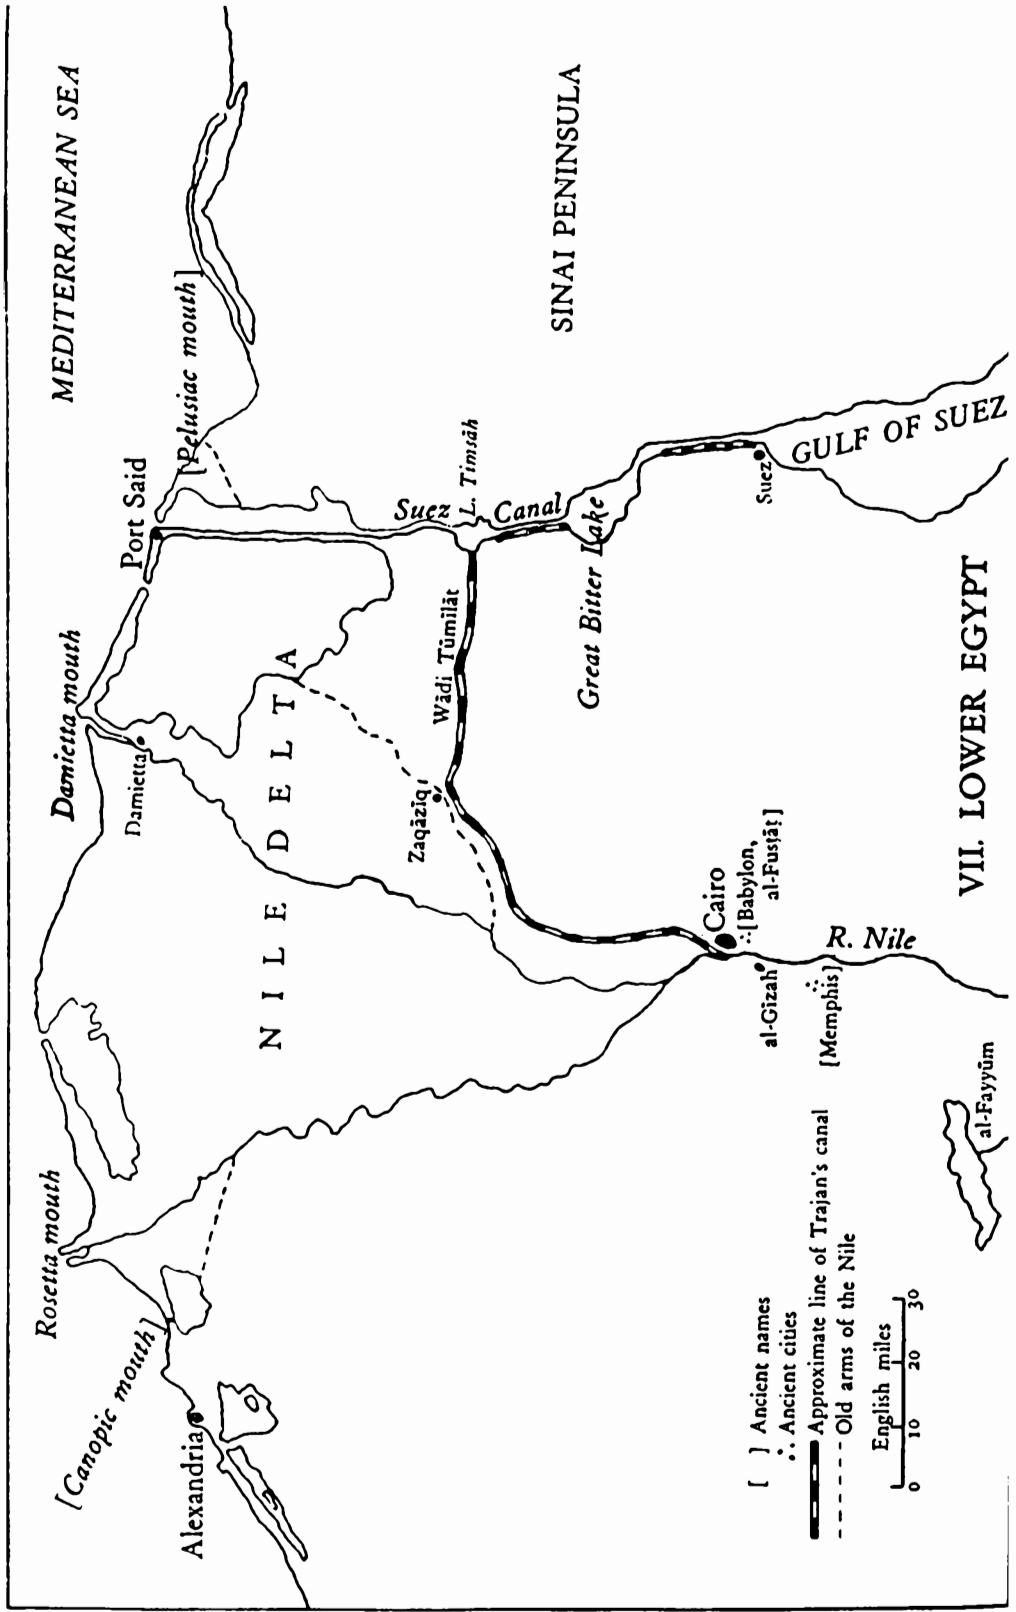 MEDITERRANEAN SEA
Rosetta mouth
Damietta mouth
[Canopic mouth]
Alexandria
Damietta
Port Said
[Pelusiac mouth]
NILE DELTA
Zaqāzīq
Wādi Tūmilāt
Suez Canal
L. Timsāh
SINAI PENINSULA
Great Bitter Lake
Suez
GULF OF SUEZ
Cairo
[Babylon,
al-Fusṭāṭ]
al-Gīzah
[Memphis]
R. Nile
al-Fayyūm
[ ] Ancient names
∴ Ancient cities
Approximate line of Trajan's canal
Old arms of the Nile
English miles
0 10 20 30
VII. LOWER EGYPT